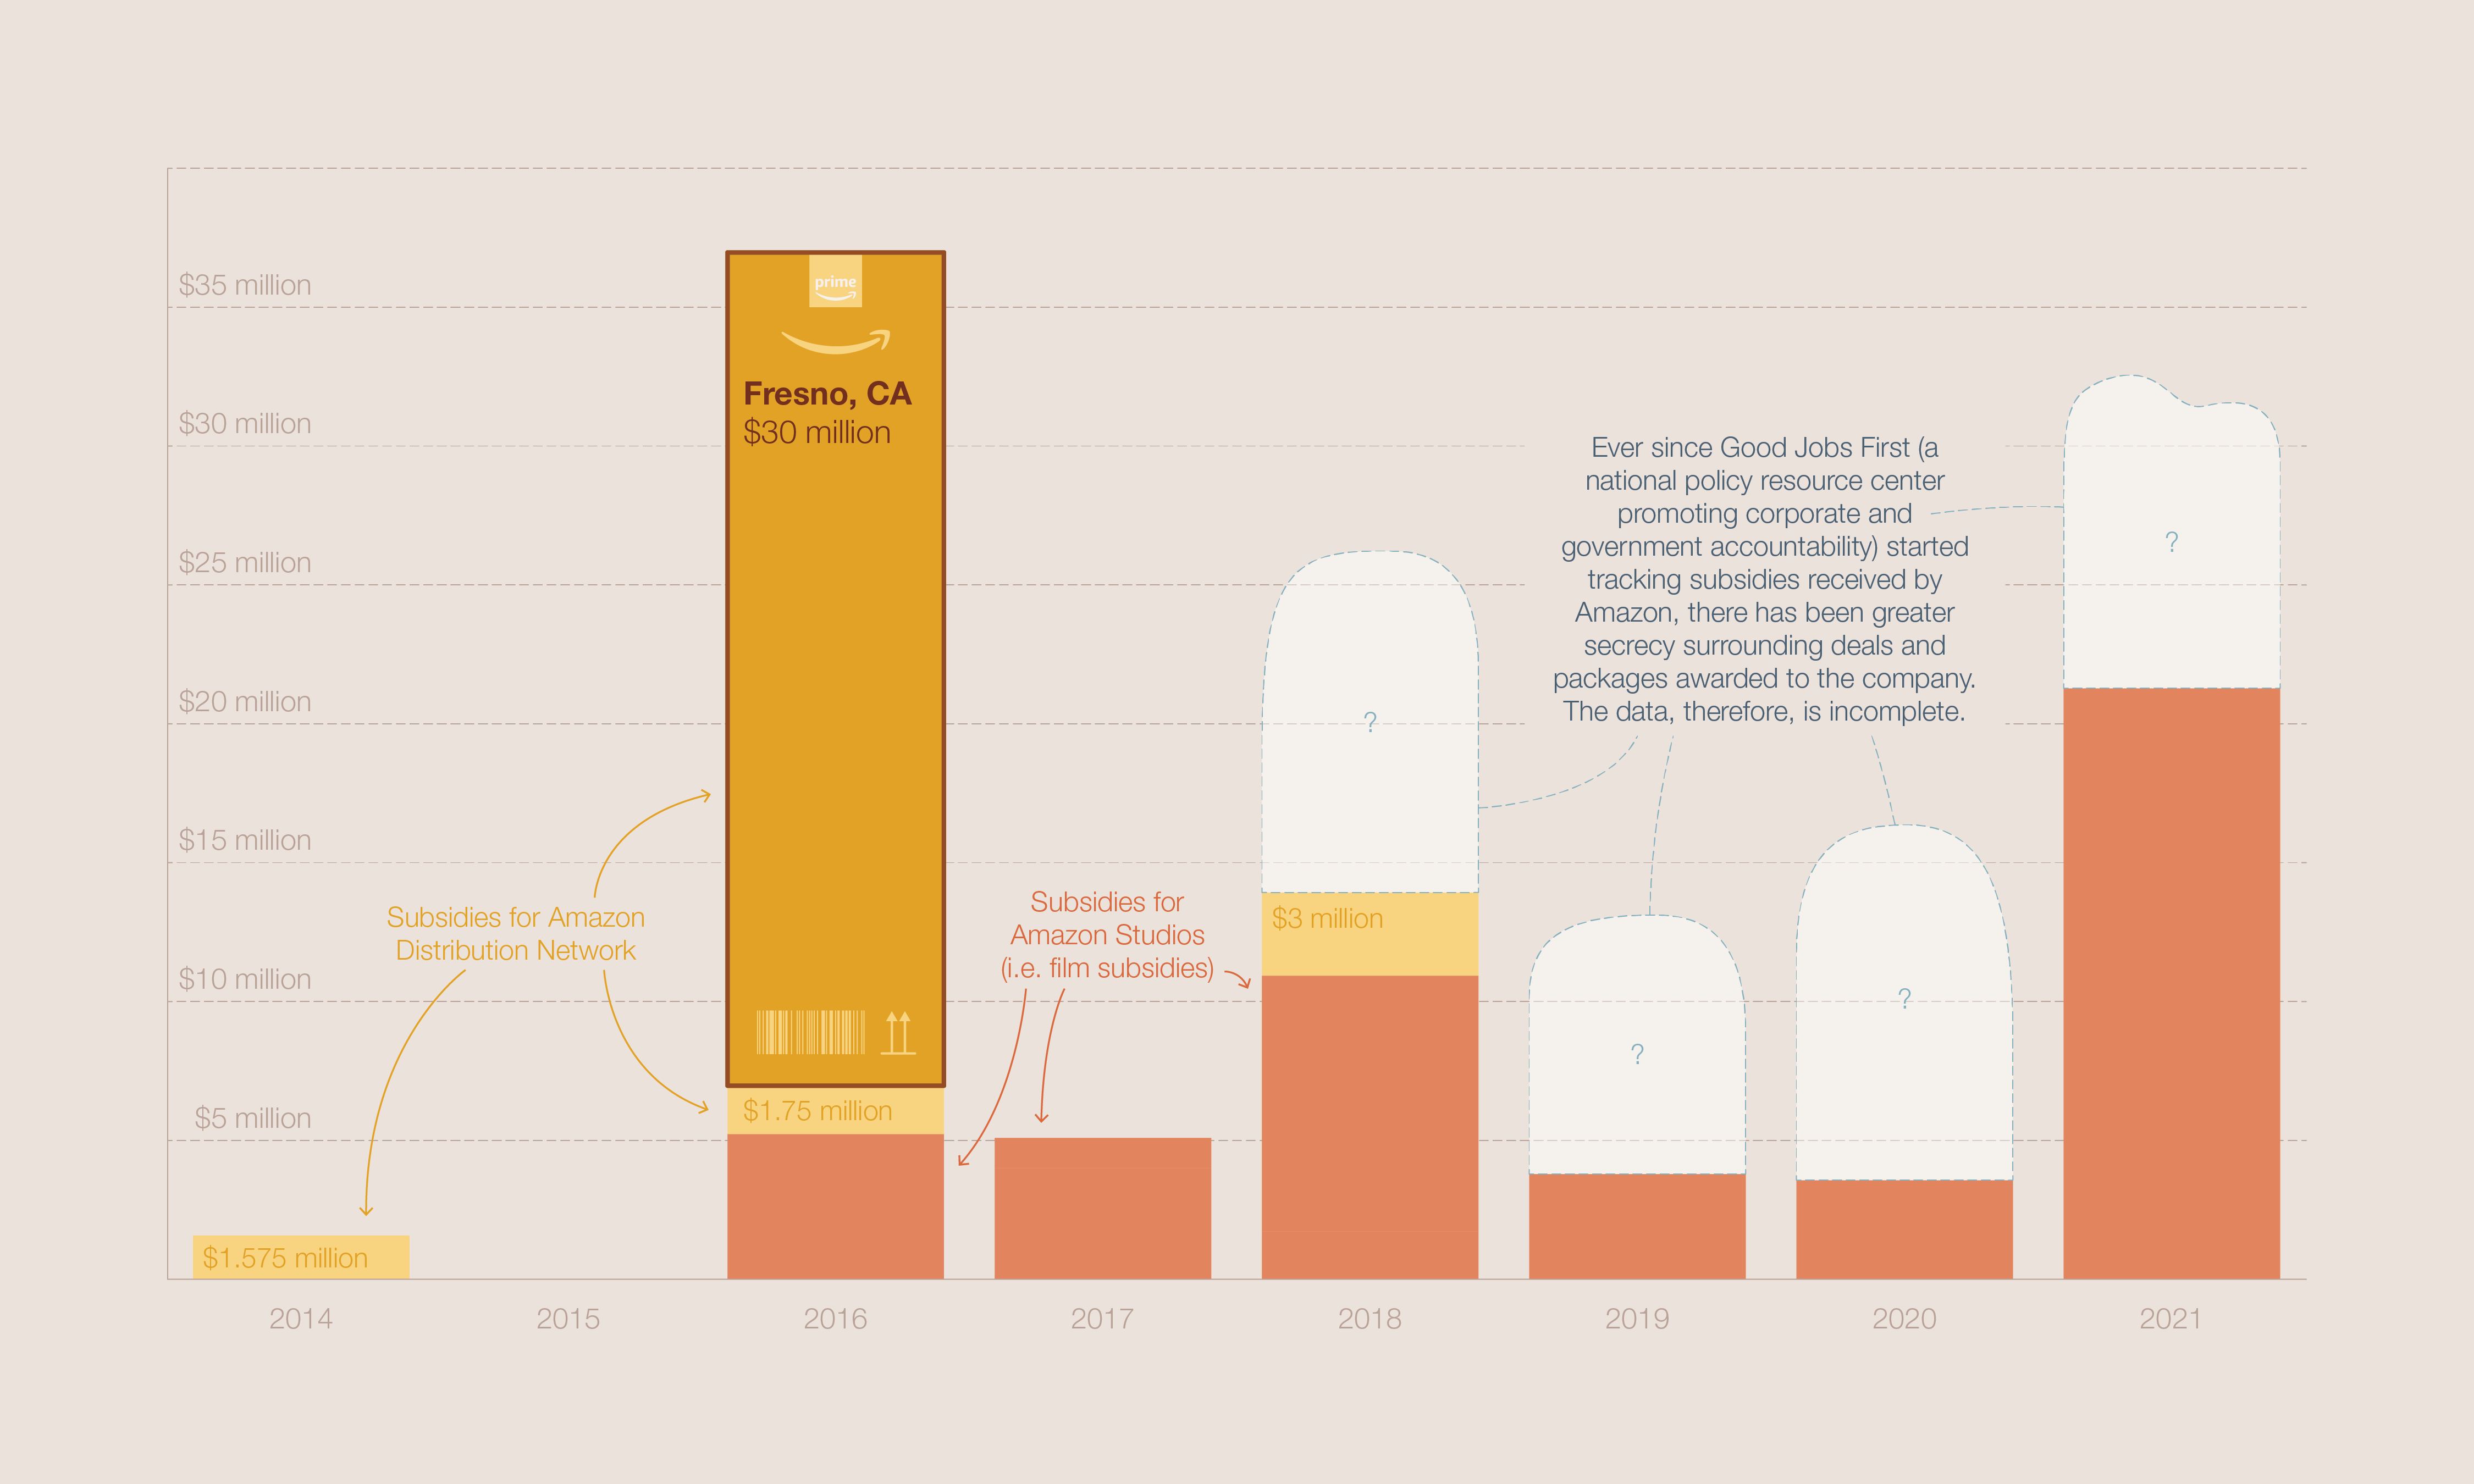 $35 million
$30 million
$25 million
$20 million
$15 million
$10 million
$5 million
prime
Fresno, CA
$30 million
$1.75 million
Subsidies for Amazon
Distribution Network
$1.575 million
Subsidies for
Amazon Studios
(i.e. film subsidies)
?
$3 million
Ever since Good Jobs First (a
national policy resource center
promoting corporate and
government accountability) started
tracking subsidies received by
Amazon, there has been greater
secrecy surrounding deals and
packages awarded to the company.
The data, therefore, is incomplete.
?
?
?
2014
2015
2016
2017
2018
2019
2020
2021